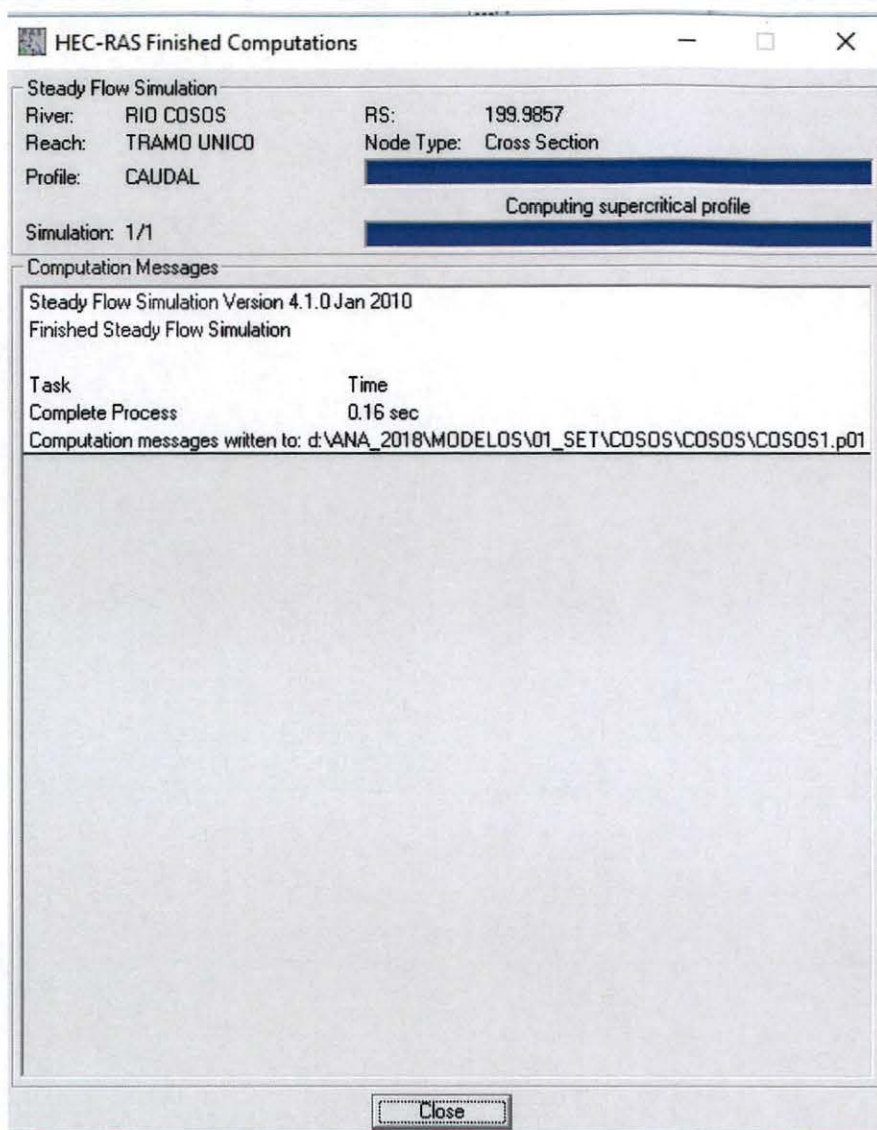 HEC-RAS Finished Computations
Steady Flow Simulation
River: RIO COSOS RS: 199.9857
Reach: TRAMO UNICO Node Type: Cross Section
Profile: CAUDAL
Computing supercritical profile
Simulation: 1/1
Computation Messages
Steady Flow Simulation Version 4.1.0 Jan 2010
Finished Steady Flow Simulation
Task Time
Complete Process 0.16 sec
Computation messages written to: d:\ANA_2018\MODELOS\01_SET\COSOS\COSOS\COSOS1.p01
Close